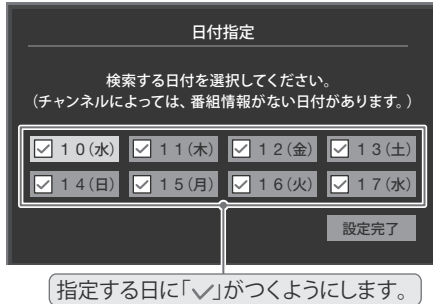 日付指定
検索する日付を選択してください。
(チャンネルによっては、番組情報がない日付があります。)
✓ 10(水) ✓ 11(木) ✓ 12(金) ✓ 13(土)
✓ 14(日) ✓ 15(月) ✓ 16(火) ✓ 17(水)
設定完了
指定する日に「✓」がつくようにします。